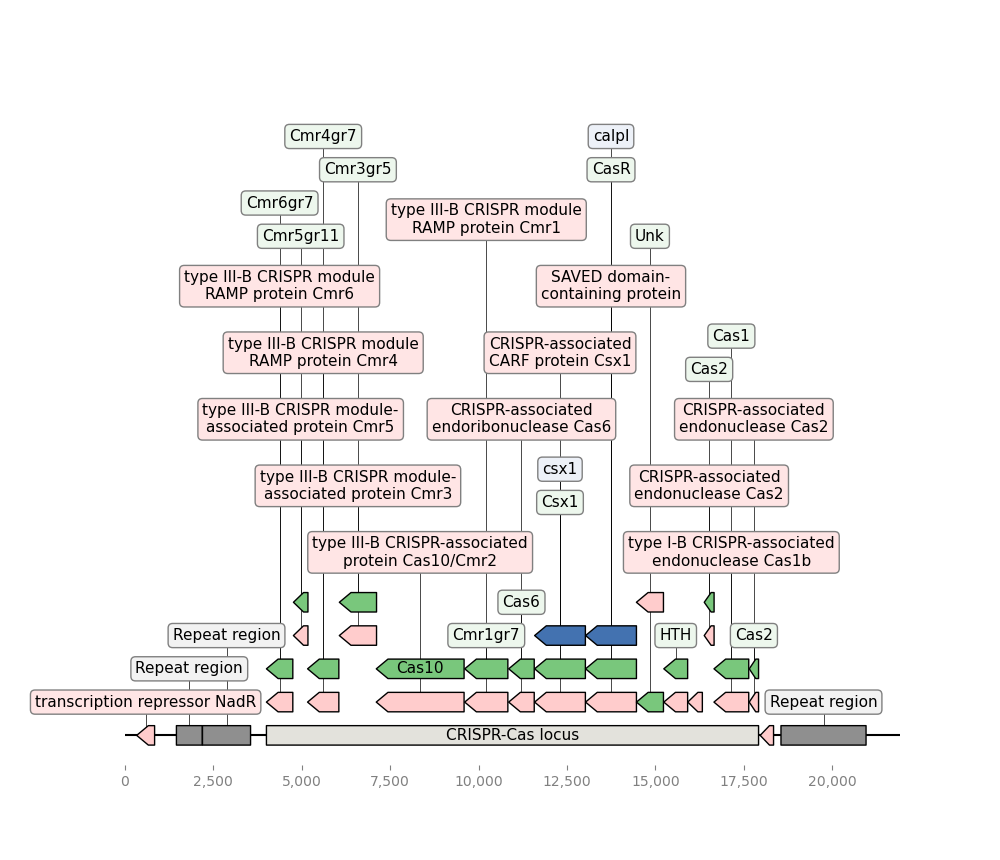 Cmr4gr7
calpl
Cmr3gr5
CasR
Cmr6gr7
type III-B CRISPR module
RAMP protein Cmr1
Cmr5gr11
Unk
type III-B CRISPR module
RAMP protein Cmr6
SAVED domain-
containing protein
Cas1
type III-B CRISPR module
RAMP protein Cmr4
CRISPR-associated
CARF protein Csx1
Cas2
type III-B CRISPR module-
associated protein Cmr5
CRISPR-associated
endoribonuclease Cas6
CRISPR-associated
endonuclease Cas2
csx1
type III-B CRISPR module-
associated protein Cmr3
CRISPR-associated
endonuclease Cas2
Csx1
type III-B CRISPR-associated
protein Cas10/Cmr2
type I-B CRISPR-associated
endonuclease Cas1b
Cas6
Repeat region
Cmr1gr7
HTH
Cas2
Repeat region
Cas10
transcription repressor NadR
Repeat region
CRISPR-Cas locus
0
2,500
5,000
7,500
10,000
12,500
15,000
17,500
20,000